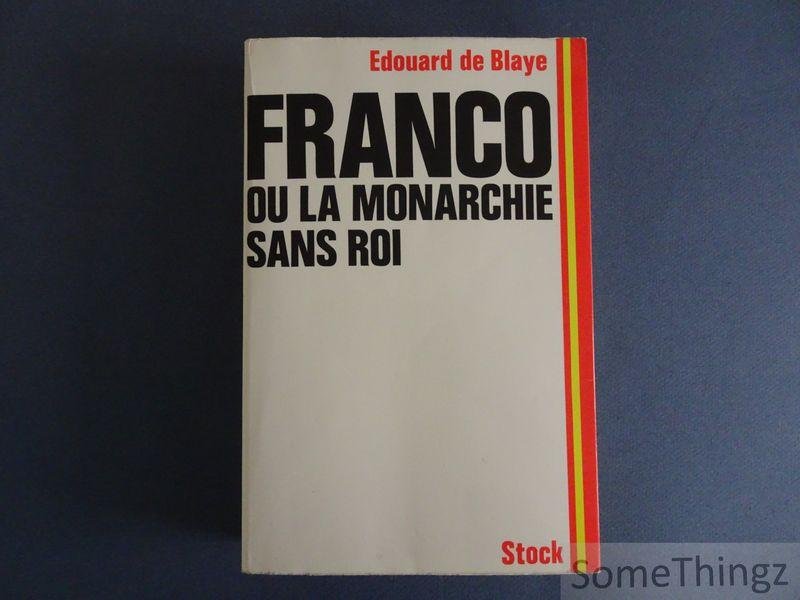 Edouard de Blaye
FRANCO
OU LA MONARCHIE
SANS ROI
Stock
SomeThingz